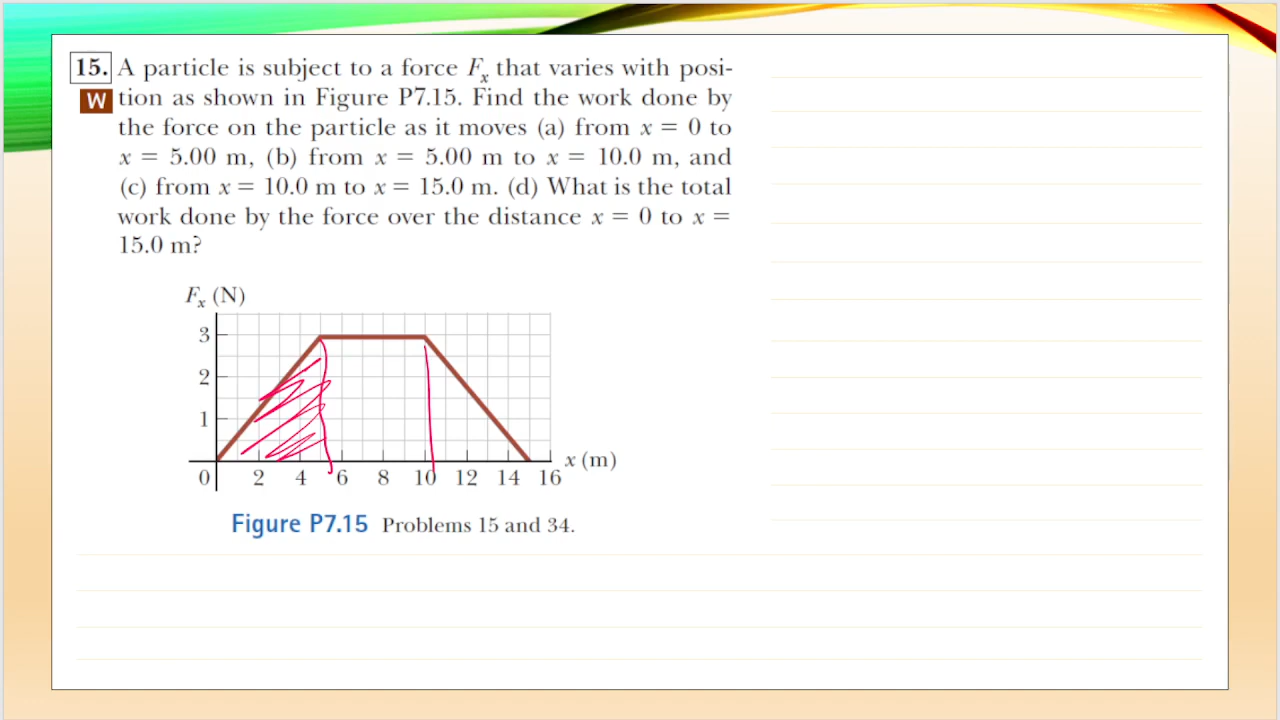 15. A particle is subject to a force Fx that varies with posi-
W tion as shown in Figure P7.15. Find the work done by
the force on the particle as it moves (a) from x = 0 to
x = 5.00 m, (b) from x = 5.00 m to x = 10.0 m, and
(c) from x = 10.0 m to x = 15.0 m. (d) What is the total
work done by the force over the distance x = 0 to x =
15.0 m?
Fx (N)
3
2
1
0 2 4 6 8 10 12 14 16 x (m)
Figure P7.15 Problems 15 and 34.